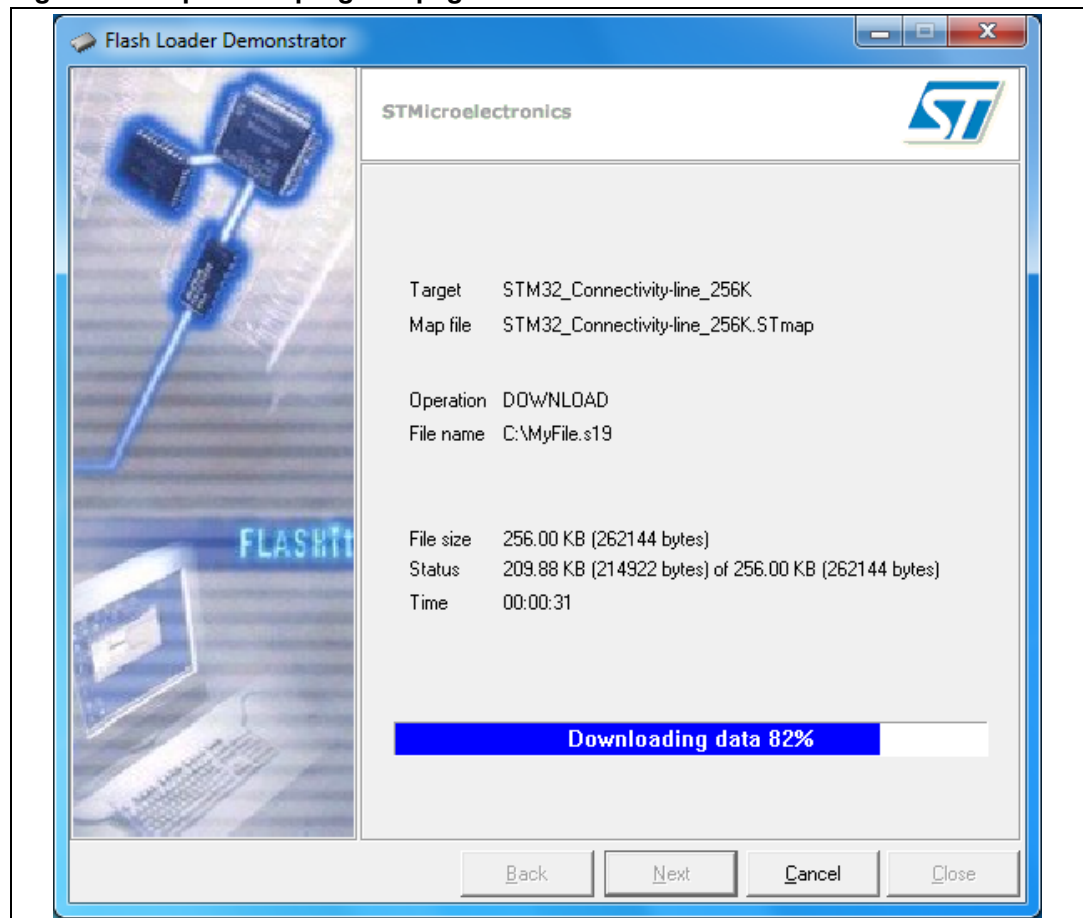 Flash Loader Demonstrator
STMicroelectronics
ST
Target STM32_Connectivity-line_256K
Map file STM32_Connectivity-line_256K.STmap
Operation DOWNLOAD
File name C:\MyFile.s19
FLASHit
File size 256.00 KB (262144 bytes)
Status 209.88 KB (214922 bytes) of 256.00 KB (262144 bytes)
Time 00:00:31
Downloading data 82%
Back Next Cancel Close